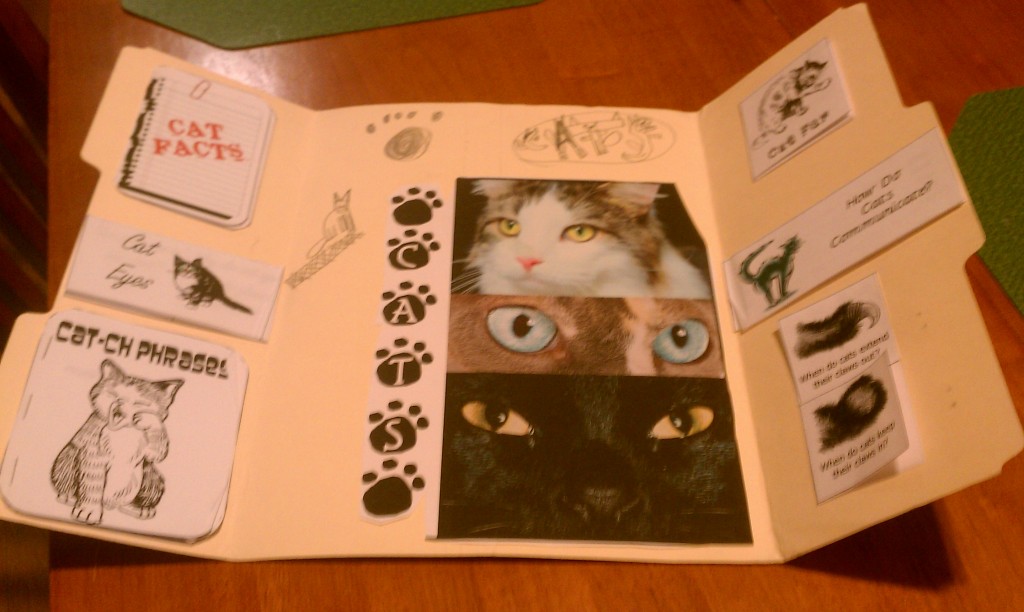 CAT
FACTS
Cat
Eyes
CAT-CH PHRASES
CATS
C
A
T
S
Cat Fur
How Do
Cats
Communicate?
When do cats extend
their claws out?
When do cats keep
their claws in?